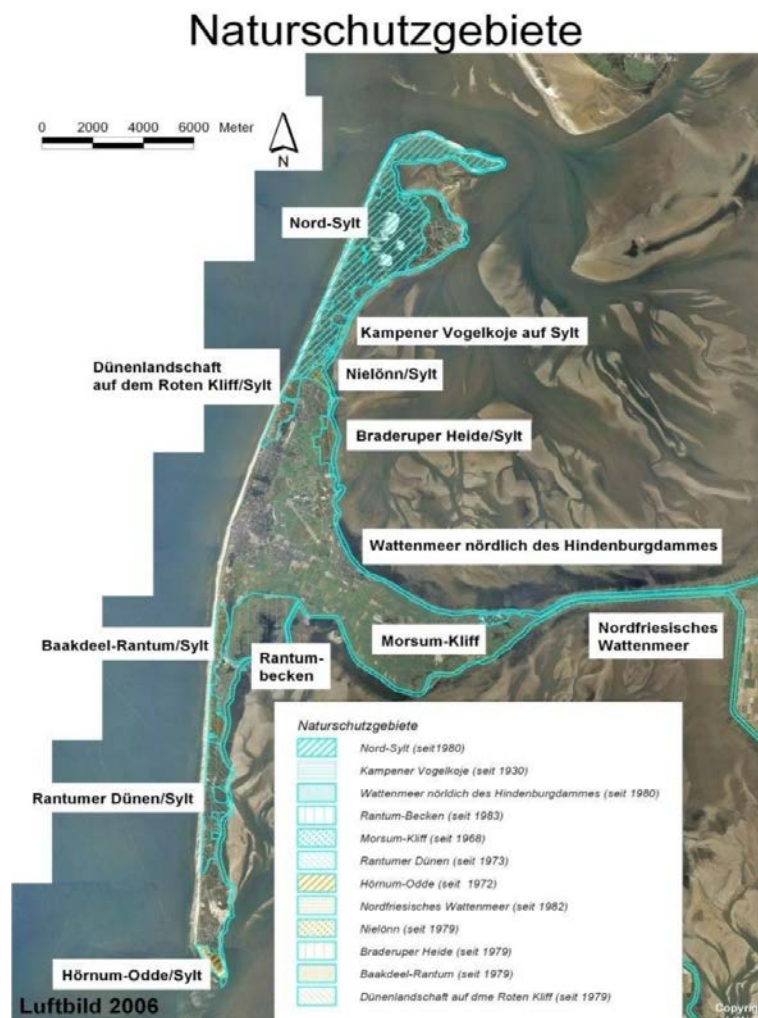 Naturschutzgebiete
0 2000 4000 6000 Meter
N
Nord-Sylt
Kampener Vogelkoje auf Sylt
Dünenlandschaft
auf dem Roten Kliff/Sylt
Nielönn/Sylt
Braderuper Heide/Sylt
Wattenmeer nördlich des Hindenburgdammes
Baakdeel-Rantum/Sylt
Rantum-
becken
Morsum-Kliff
Nordfriesisches
Wattenmeer
Rantumer Dünen/Sylt
Hörnum-Odde/Sylt
Naturschutzgebiete
Nord-Sylt (seit1980)
Kampener Vogelkoje (seit 1930)
Wattenmeer nörldich des Hindenburgdammes (seit 1980)
Rantum-Becken (seit 1983)
Morsum-Kliff (seit 1968)
Rantumer Dünen (seit 1973)
Hörnum-Odde (seit 1972)
Nordfriesisches Wattenmeer (seit 1982)
Nielönn (seit 1979)
Braderuper Heide (seit 1979)
Baakdeel-Rantum (seit 1979)
Dünenlandschaft auf dme Roten Kliff (seit 1979)
Luftbild 2006